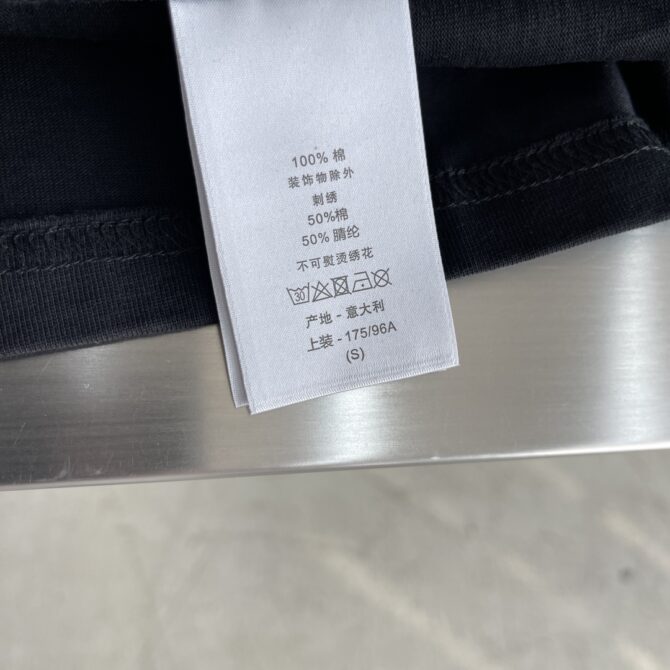 100% 棉
装饰物除外
刺绣
50%棉
50% 腈纶
不可熨烫绣花
30
产地 - 意大利
上装 - 175/96A
(S)